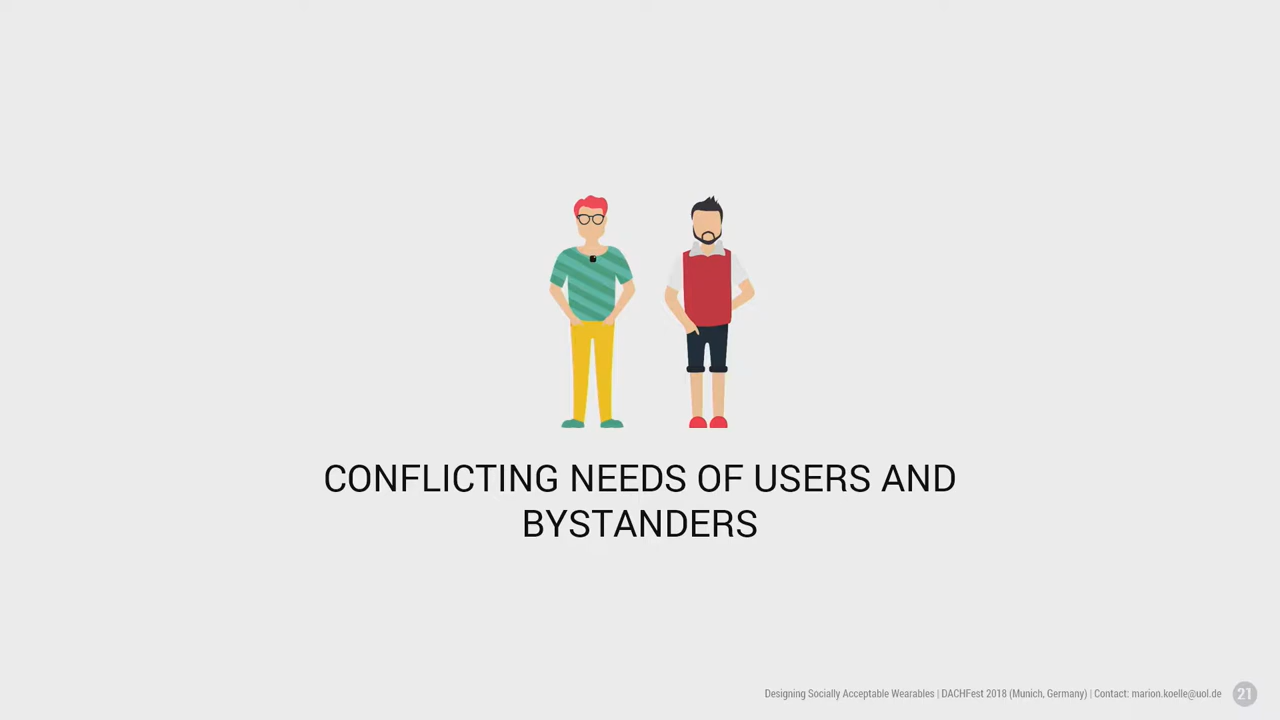 CONFLICTING NEEDS OF USERS AND
BYSTANDERS
Designing Socially Acceptable Wearables | DACHFest 2018 (Munich, Germany) | Contact: marion.koelle@uol.de
21